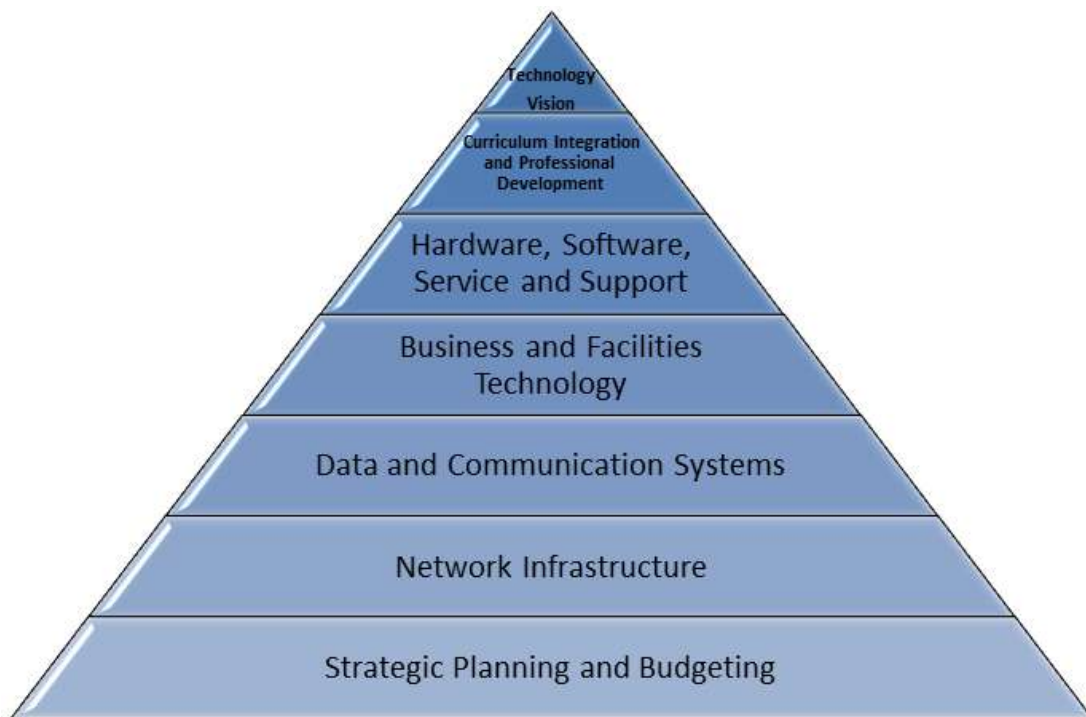 Technology
Vision
Curriculum Integration
and Professional
Development
Hardware, Software,
Service and Support
Business and Facilities
Technology
Data and Communication Systems
Network Infrastructure
Strategic Planning and Budgeting